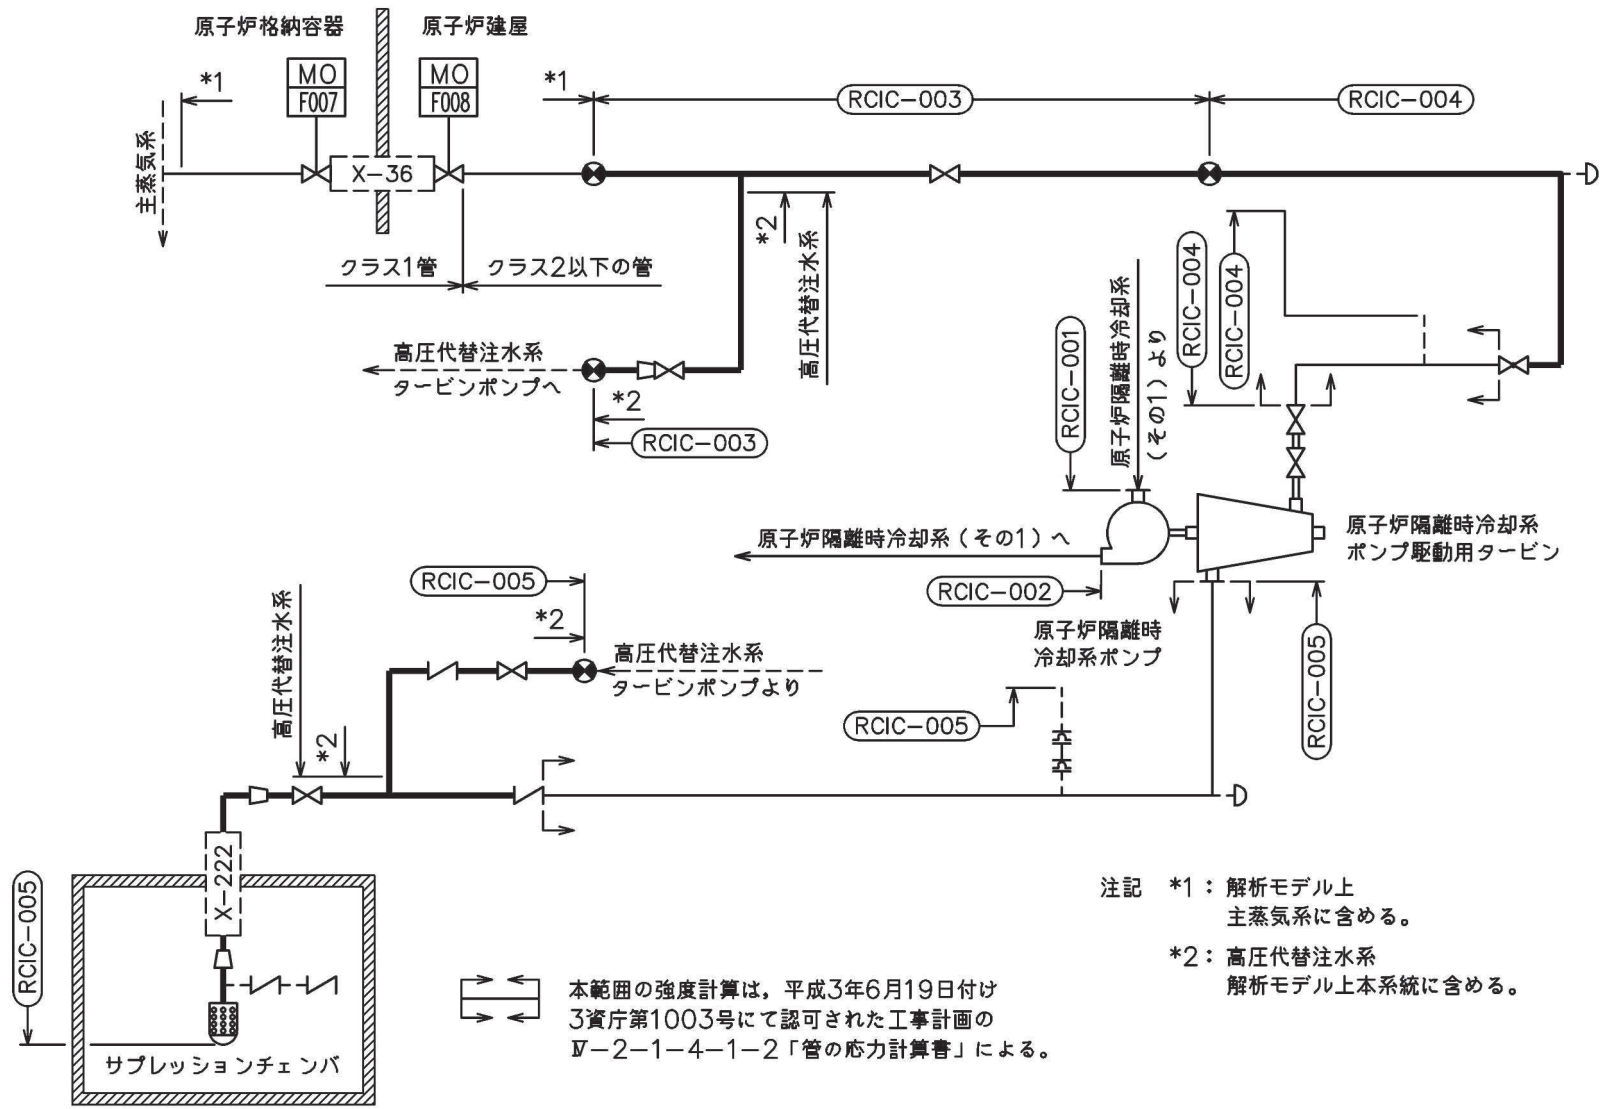 原子炉格納容器
原子炉建屋
MO
F007
MO
F008
*1
*1
RCIC-003
RCIC-004
主蒸気系
X-36
クラス1管
クラス2以下の管
*2
高圧代替注水系
RCIC-004
RCIC-004
高圧代替注水系
タービンポンプへ
*2
RCIC-003
RCIC-001
原子炉隔離時冷却系
(その1)より
原子炉隔離時冷却系(その1)へ
原子炉隔離時冷却系
ポンプ駆動用タービン
RCIC-002
原子炉隔離時
冷却系ポンプ
RCIC-005
RCIC-005
*2
高圧代替注水系
タービンポンプより
高圧代替注水系
*2
RCIC-005
X-222
RCIC-005
サプレッションチェンバ
本範囲の強度計算は,平成3年6月19日付け
3資庁第1003号にて認可された工事計画の
Ⅳ-2-1-4-1-2「管の応力計算書」による。
注記 *1:解析モデル上
主蒸気系に含める。
*2:高圧代替注水系
解析モデル上本系統に含める。